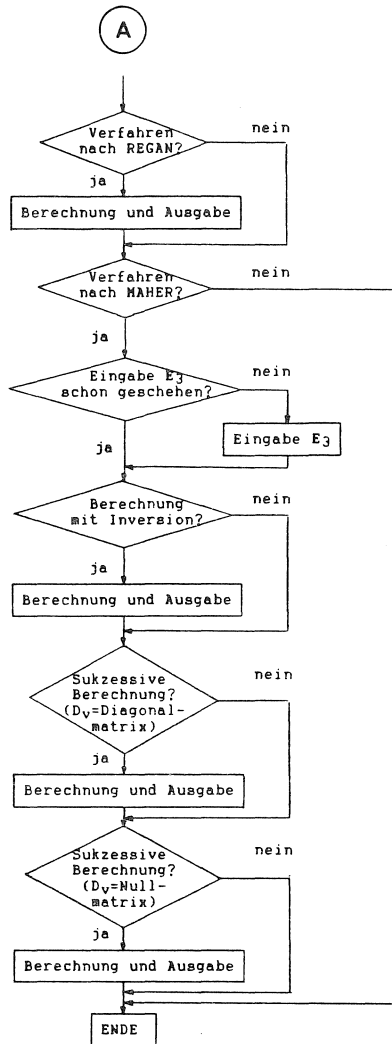 A
Verfahren
nach REGAN?
nein
ja
Berechnung und Ausgabe
Verfahren
nach MAHER?
nein
ja
Eingabe E3
schon geschehen?
nein
ja
Eingabe E3
Berechnung
mit Inversion?
nein
ja
Berechnung und Ausgabe
Sukzessive
Berechnung?
(Dv=Diagonal-
matrix)
nein
ja
Berechnung und Ausgabe
Sukzessive
Berechnung?
(Dv=Null-
matrix)
nein
ja
Berechnung und Ausgabe
ENDE